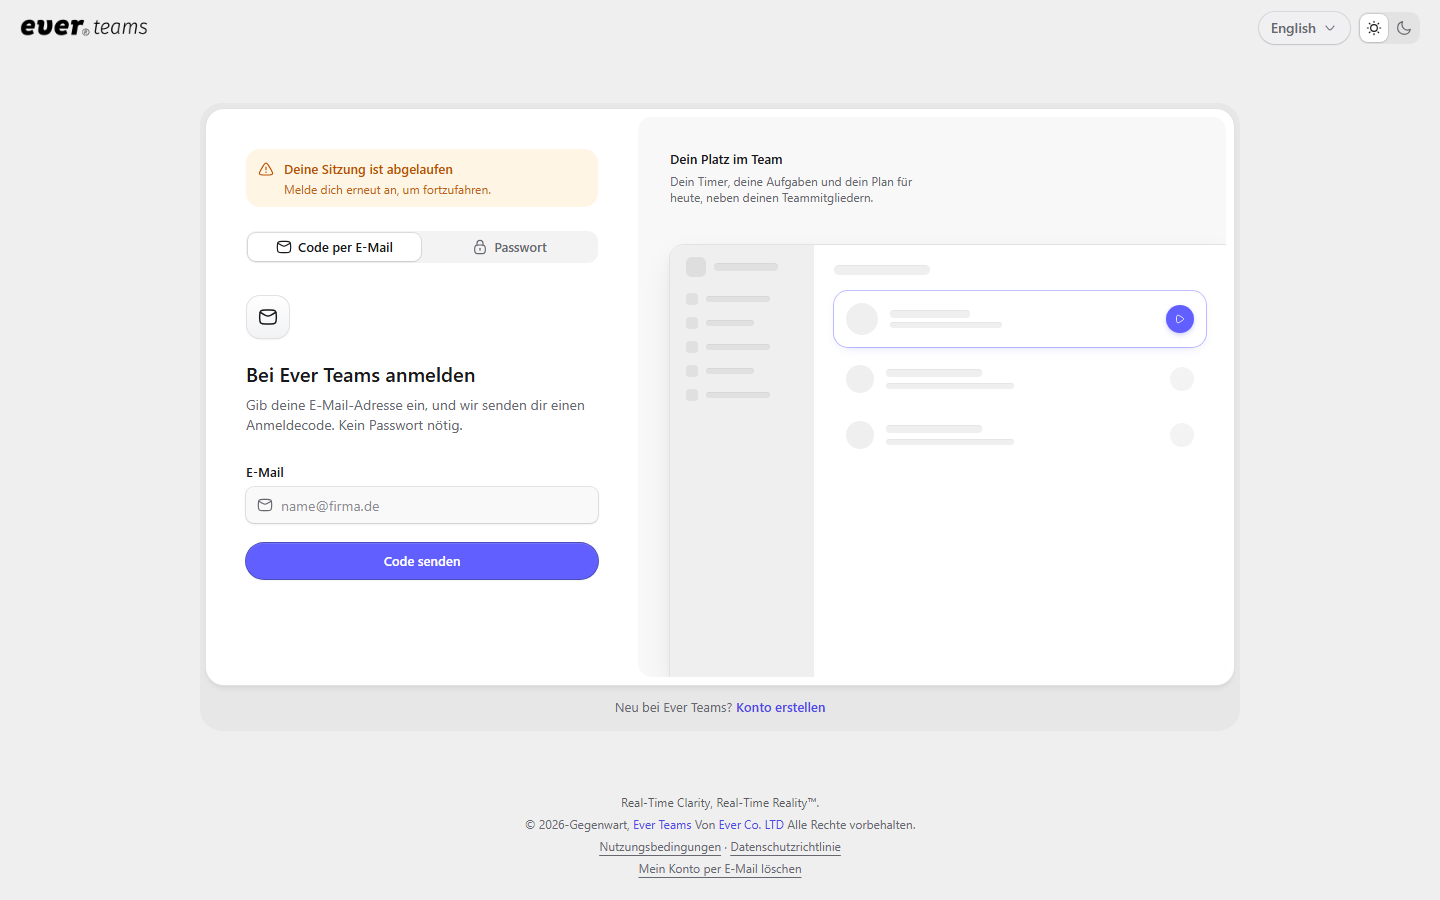 ever® teams
English
Deine Sitzung ist abgelaufen
Melde dich erneut an, um fortzufahren.
Code per E-Mail
Passwort
Bei Ever Teams anmelden
Gib deine E-Mail-Adresse ein, und wir senden dir einen
Anmeldecode. Kein Passwort nötig.
E-Mail
name@firma.de
Code senden
Dein Platz im Team
Dein Timer, deine Aufgaben und dein Plan für
heute, neben deinen Teammitgliedern.
Neu bei Ever Teams? Konto erstellen
Real-Time Clarity, Real-Time Reality™.
© 2026-Gegenwart, Ever Teams Von Ever Co. LTD Alle Rechte vorbehalten.
Nutzungsbedingungen · Datenschutzrichtlinie
Mein Konto per E-Mail löschen